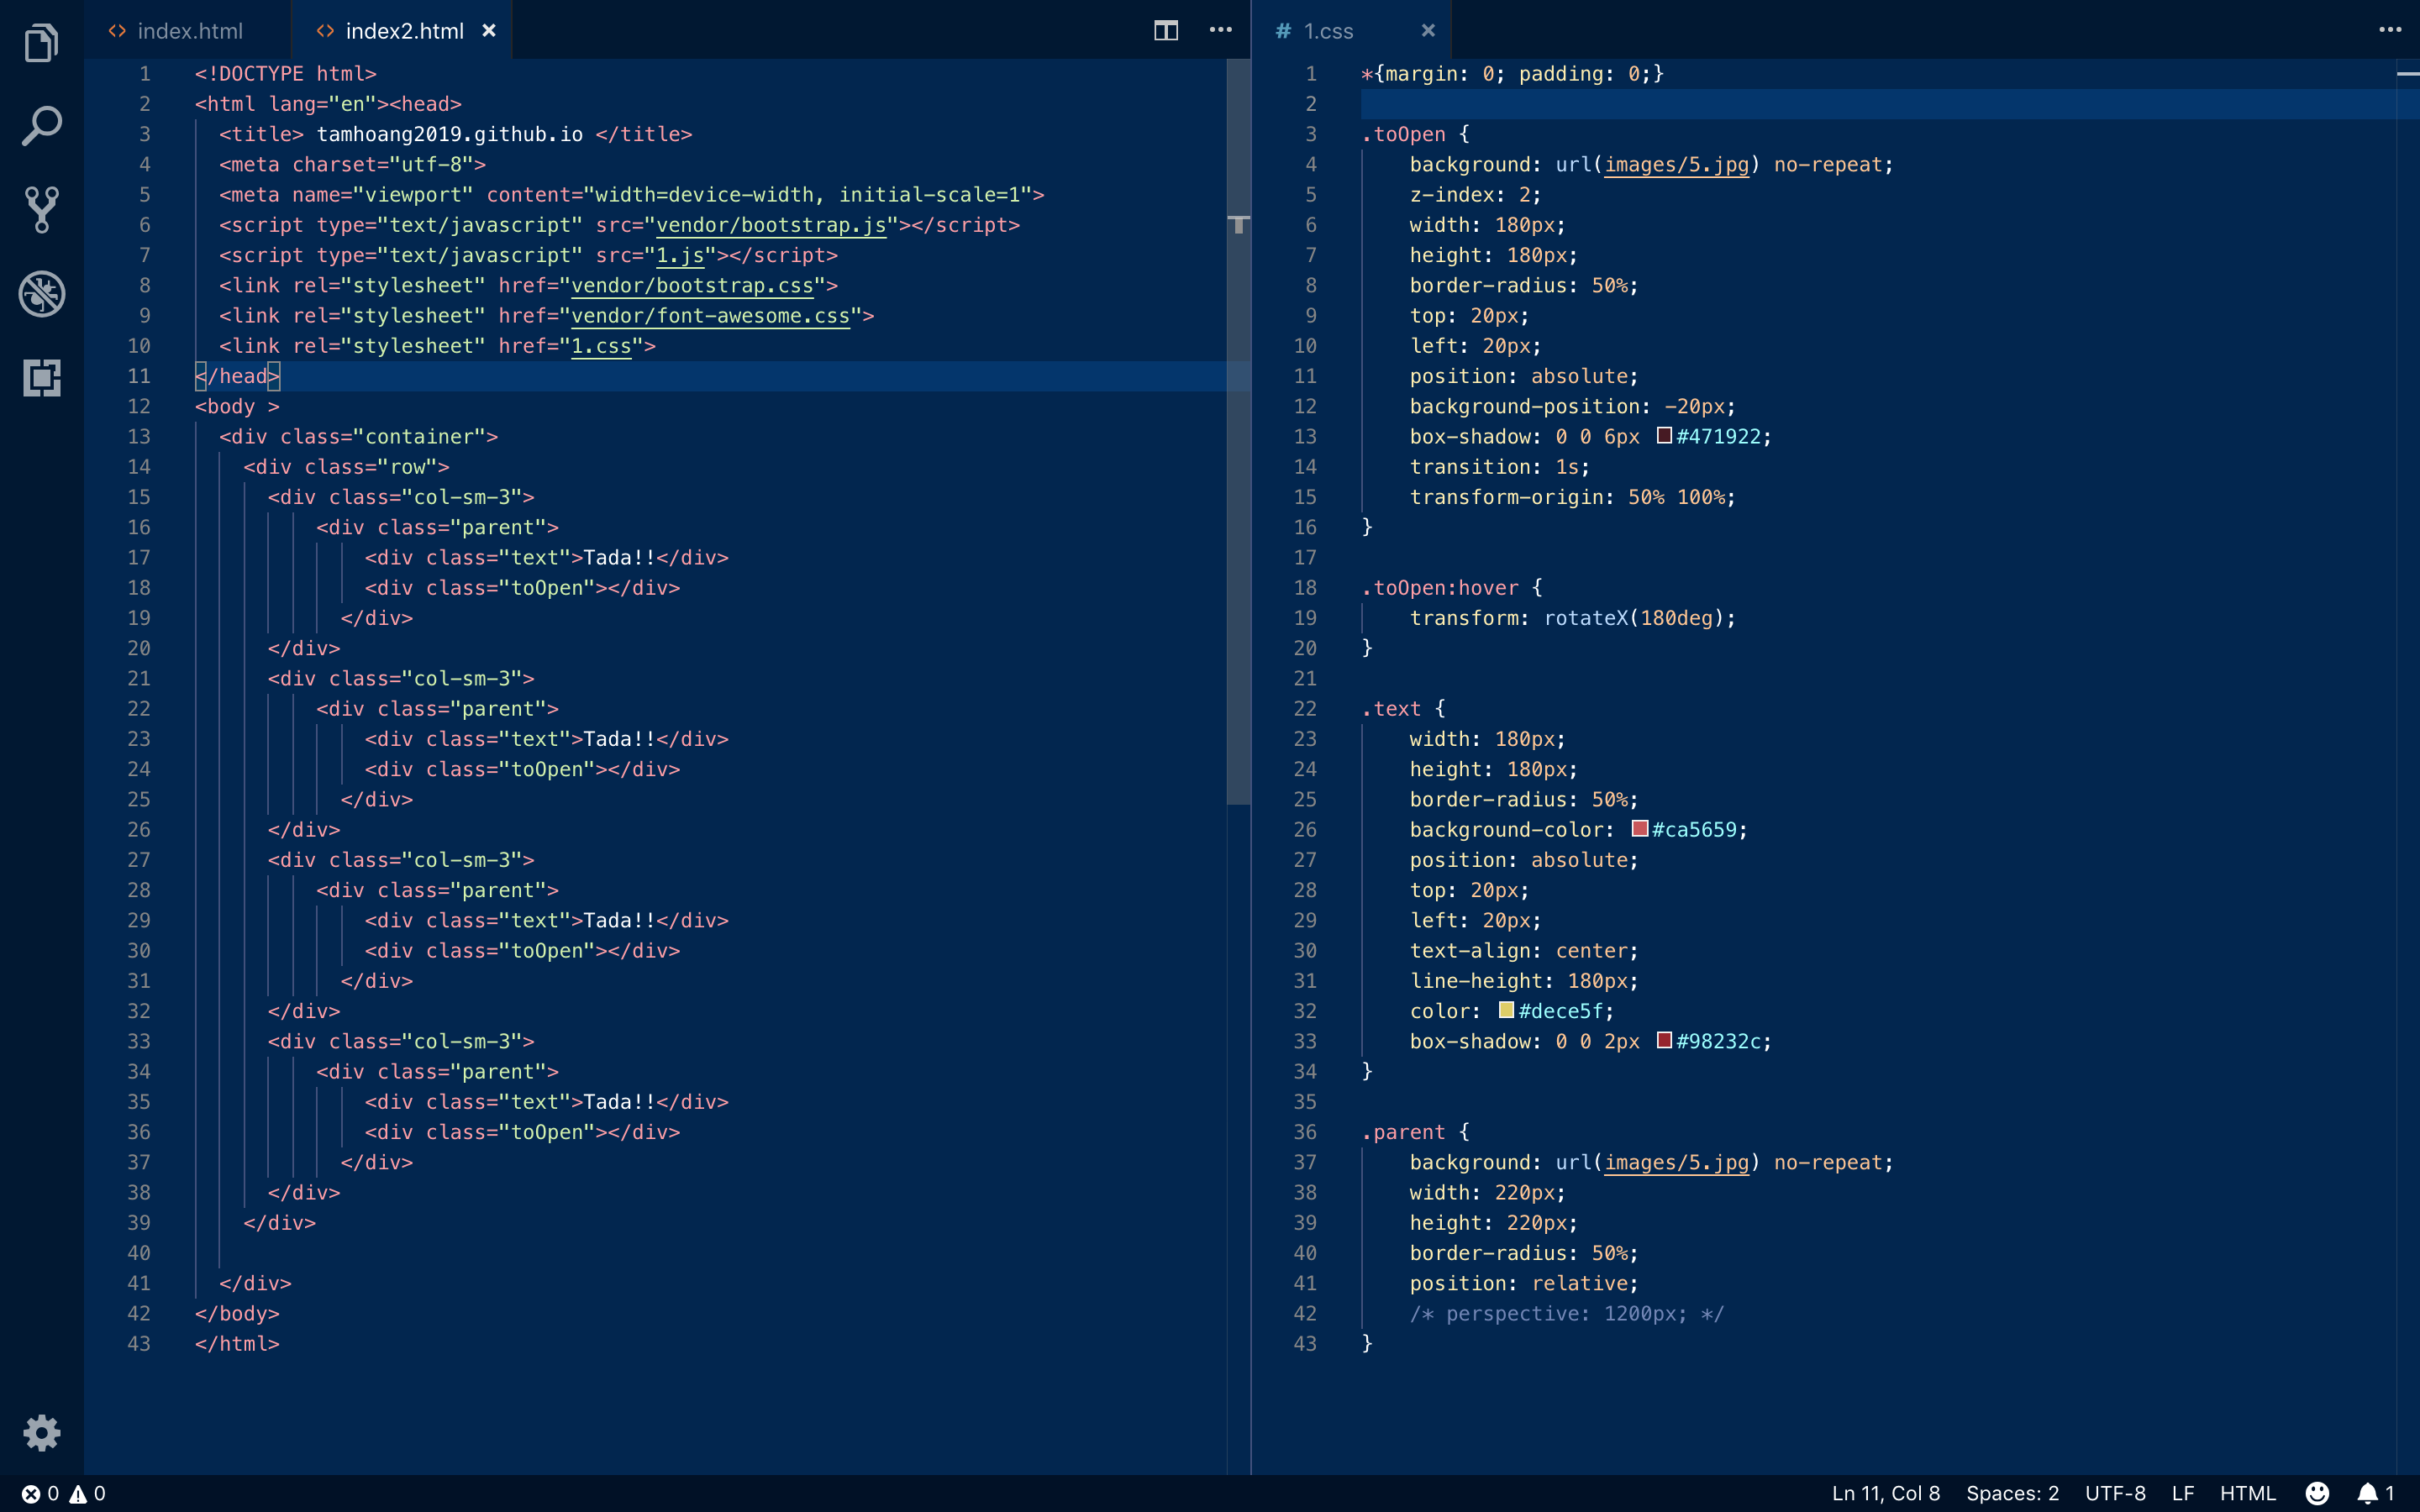 index.html
index2.html
1 <!DOCTYPE html>
2 <html lang="en"><head>
3   <title> tamhoang2019.github.io </title>
4   <meta charset="utf-8">
5   <meta name="viewport" content="width=device-width, initial-scale=1">
6   <script type="text/javascript" src="vendor/bootstrap.js"></script>
7   <script type="text/javascript" src="1.js"></script>
8   <link rel="stylesheet" href="vendor/bootstrap.css">
9   <link rel="stylesheet" href="vendor/font-awesome.css">
10   <link rel="stylesheet" href="1.css">
11 </head>
12 <body >
13   <div class="container">
14     <div class="row">
15       <div class="col-sm-3">
16           <div class="parent">
17               <div class="text">Tada!!</div>
18               <div class="toOpen"></div>
19             </div>
20       </div>
21       <div class="col-sm-3">
22           <div class="parent">
23               <div class="text">Tada!!</div>
24               <div class="toOpen"></div>
25             </div>
26       </div>
27       <div class="col-sm-3">
28           <div class="parent">
29               <div class="text">Tada!!</div>
30               <div class="toOpen"></div>
31             </div>
32       </div>
33       <div class="col-sm-3">
34           <div class="parent">
35               <div class="text">Tada!!</div>
36               <div class="toOpen"></div>
37             </div>
38       </div>
39     </div>
40
41   </div>
42 </body>
43 </html>
# 1.css
1 *{margin: 0; padding: 0;}
2
3 .toOpen {
4     background: url(images/5.jpg) no-repeat;
5     z-index: 2;
6     width: 180px;
7     height: 180px;
8     border-radius: 50%;
9     top: 20px;
10     left: 20px;
11     position: absolute;
12     background-position: -20px;
13     box-shadow: 0 0 6px #471922;
14     transition: 1s;
15     transform-origin: 50% 100%;
16 }
17
18 .toOpen:hover {
19     transform: rotateX(180deg);
20 }
21
22 .text {
23     width: 180px;
24     height: 180px;
25     border-radius: 50%;
26     background-color: #ca5659;
27     position: absolute;
28     top: 20px;
29     left: 20px;
30     text-align: center;
31     line-height: 180px;
32     color: #dece5f;
33     box-shadow: 0 0 2px #98232c;
34 }
35
36 .parent {
37     background: url(images/5.jpg) no-repeat;
38     width: 220px;
39     height: 220px;
40     border-radius: 50%;
41     position: relative;
42     /* perspective: 1200px; */
43 }
0 0 Ln 11, Col 8 Spaces: 2 UTF-8 LF HTML 1